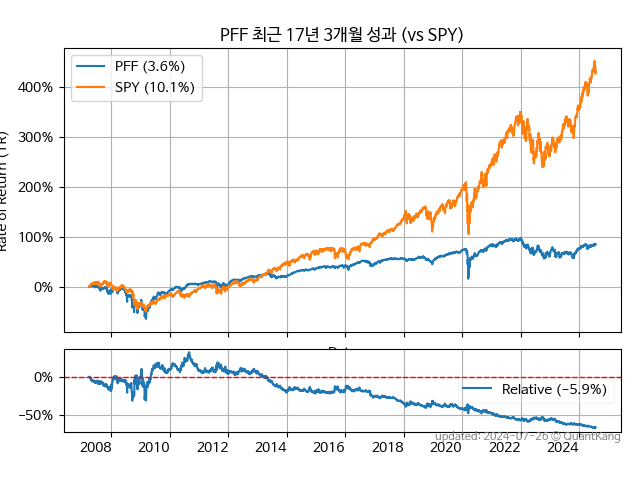 PFF 최근 17년 3개월 성과 (vs SPY)
PFF (3.6%)
SPY (10.1%)
400%
300%
200%
100%
0%
Rate of Return (TR)
0%
−50%
Relative (−5.9%)
2008 2010 2012 2014 2016 2018 2020 2022 2024
updated: 2024-07-26 © QuantKang